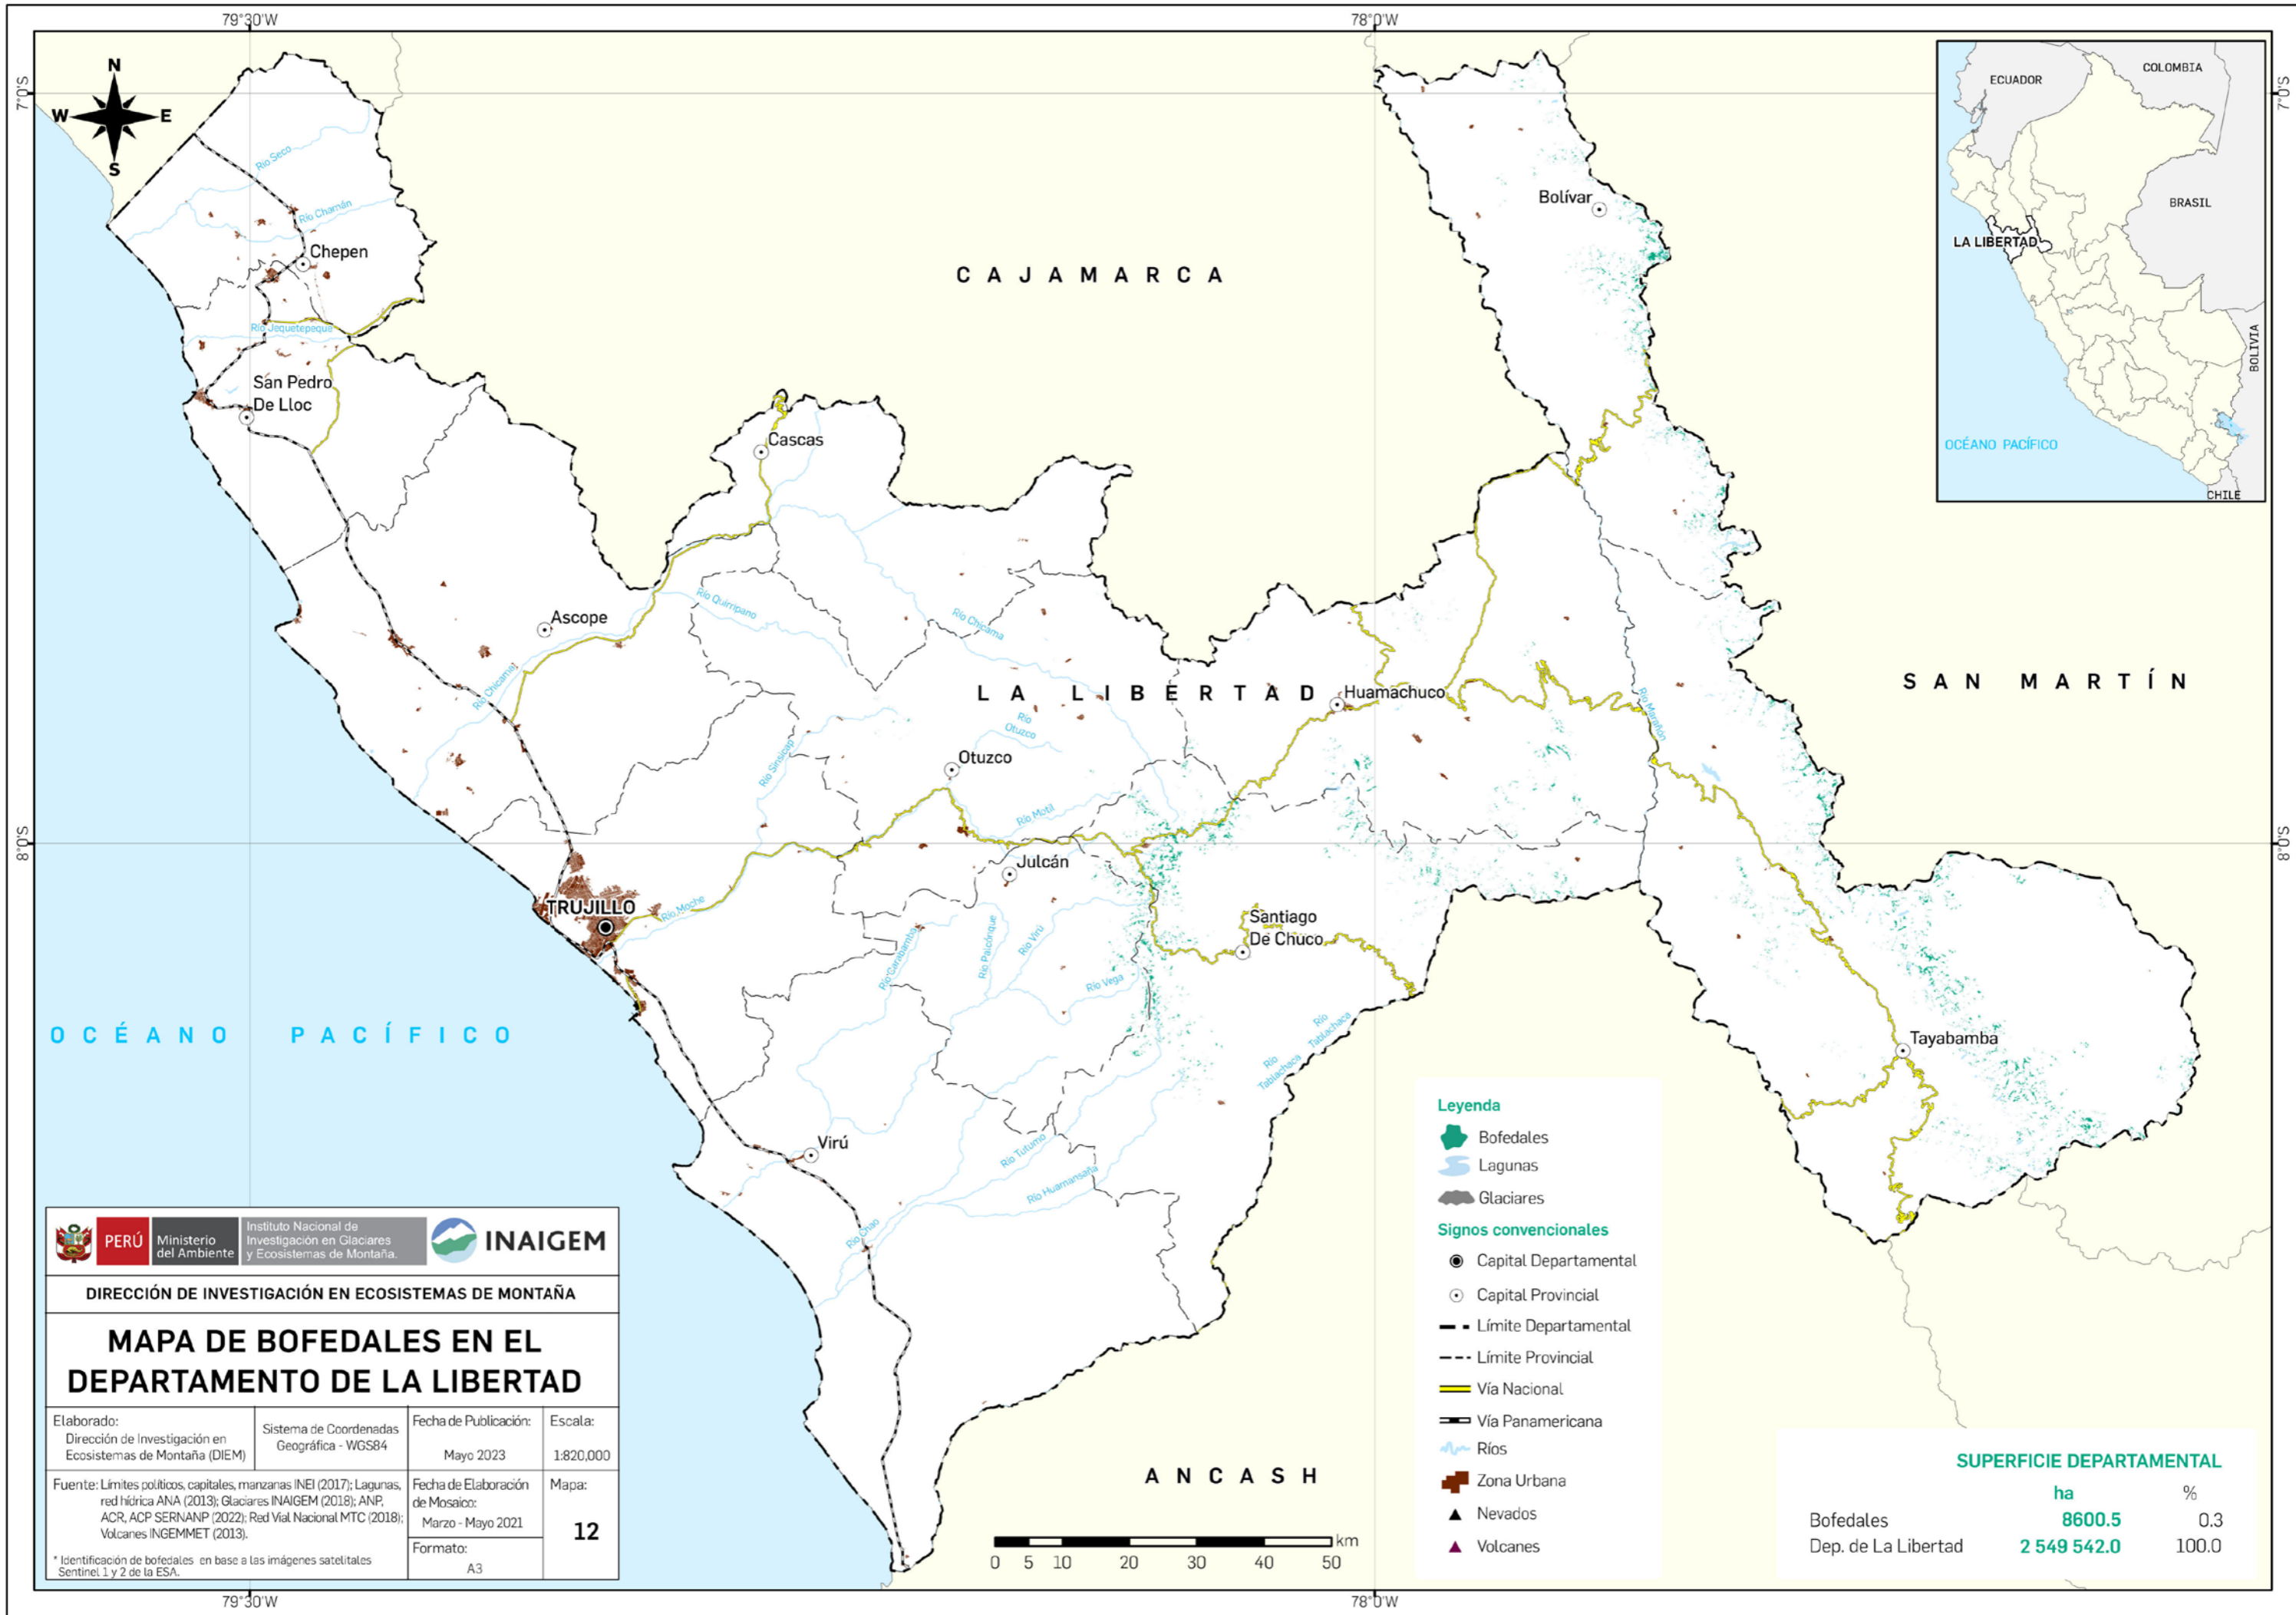 79°30'W
78°0'W
7°0'S
7°0'S
N
W
E
S
ECUADOR
COLOMBIA
BRASIL
LA LIBERTAD
BOLIVIA
OCÉANO PACÍFICO
CHILE
Río Seco
Río Chamán
Chepen
Bolívar
CAJAMARCA
Río Jequetepeque
San Pedro
De Lloc
Cascas
Ascope
Río Quirripano
Río Chicama
Río Chicama
LA LIBERTAD
Huamachuco
SAN MARTÍN
Río Marañón
Río
Otuzco
Otuzco
Río Sinsicap
Río Motil
8°0'S
8°0'S
Julcán
TRUJILLO
Río Moche
Santiago
De Chuco
Río Carabamba
Río Palcónque
Río Virú
Río Vega
OCÉANO PACÍFICO
Río
Tablachaca
Río
Tablachaca
Tayabamba
Virú
Río Tutumo
Río Huamansaña
Río Chao
ANCASH
Leyenda
Bofedales
Lagunas
Glaciares
Signos convencionales
Capital Departamental
Capital Provincial
Límite Departamental
Límite Provincial
Vía Nacional
Vía Panamericana
Ríos
Zona Urbana
Nevados
Volcanes
PERÚ
Ministerio
del Ambiente
Instituto Nacional de
Investigación en Glaciares
y Ecosistemas de Montaña.
INAIGEM
DIRECCIÓN DE INVESTIGACIÓN EN ECOSISTEMAS DE MONTAÑA
MAPA DE BOFEDALES EN EL
DEPARTAMENTO DE LA LIBERTAD
Elaborado:
Dirección de Investigación en
Ecosistemas de Montaña (DIEM)
Sistema de Coordenadas
Geográfica - WGS84
Fecha de Publicación:
Mayo 2023
Escala:
1:820,000
Fuente: Límites políticos, capitales, manzanas INEI (2017); Lagunas,
red hídrica ANA (2013); Glaciares INAIGEM (2018); ANP,
ACR, ACP SERNANP (2022); Red Vial Nacional MTC (2018);
Volcanes INGEMMET (2013).
* Identificación de bofedales en base a las imágenes satelitales
Sentinel 1 y 2 de la ESA.
Fecha de Elaboración
de Mosaico:
Marzo - Mayo 2021
Formato:
A3
Mapa:
12
0 5 10 20 30 40 50 km
SUPERFICIE DEPARTAMENTAL
ha %
Bofedales 8600.5 0.3
Dep. de La Libertad 2 549 542.0 100.0
79°30'W
78°0'W